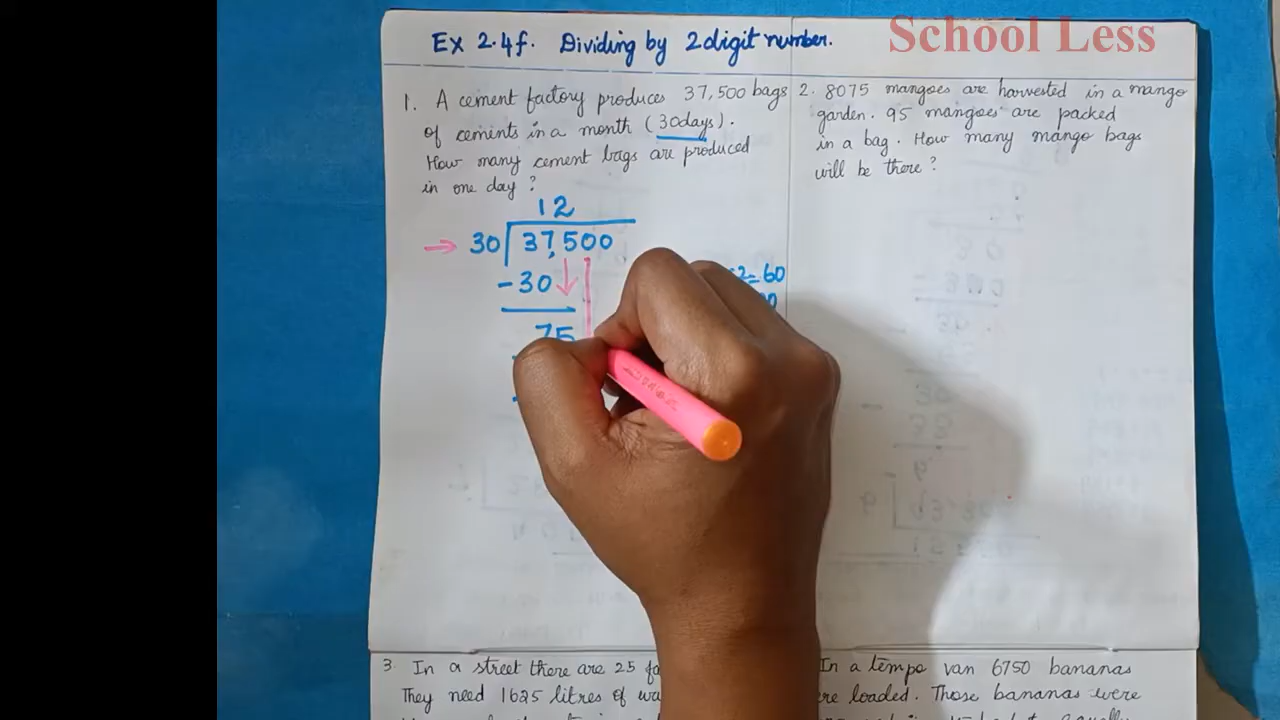 School Less
Ex 2.4f. Dividing by 2digit number.
1. A cement factory produces 37,500 bags
of cements in a month (30days).
How many cement bags are produced
in one day?
12
→ 30 37,500
-30 ↓
75
2=60
2. 8075 mangoes are harvested in a mango
garden. 95 mangoes are packed
in a bag. How many mango bags
will be there?
3. In a street there are 25
They need 1625 litres of
In a tempo van 6750 bananas
were loaded. Those bananas were